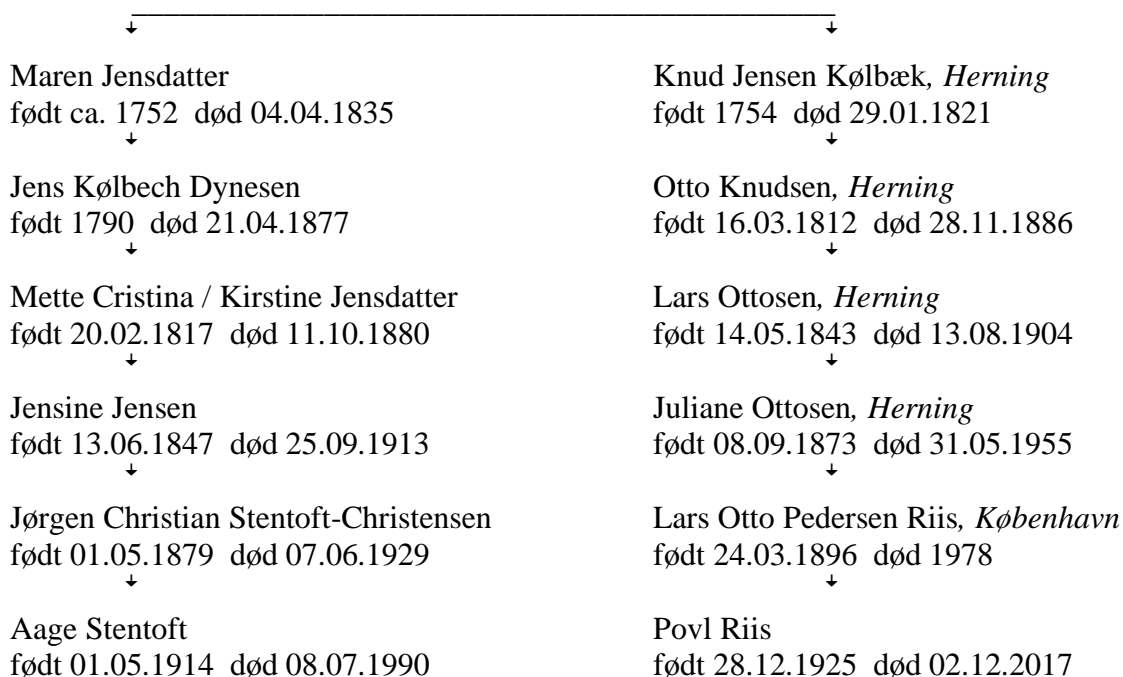 Maren Jensdatter
født ca. 1752 død 04.04.1835
Jens Kølbech Dynesen
født 1790 død 21.04.1877
Mette Cristina / Kirstine Jensdatter
født 20.02.1817 død 11.10.1880
Jensine Jensen
født 13.06.1847 død 25.09.1913
Jørgen Christian Stentoft-Christensen
født 01.05.1879 død 07.06.1929
Aage Stentoft
født 01.05.1914 død 08.07.1990
Knud Jensen Kølbæk, Herning
født 1754 død 29.01.1821
Otto Knudsen, Herning
født 16.03.1812 død 28.11.1886
Lars Ottosen, Herning
født 14.05.1843 død 13.08.1904
Juliane Ottosen, Herning
født 08.09.1873 død 31.05.1955
Lars Otto Pedersen Riis, København
født 24.03.1896 død 1978
Povl Riis
født 28.12.1925 død 02.12.2017